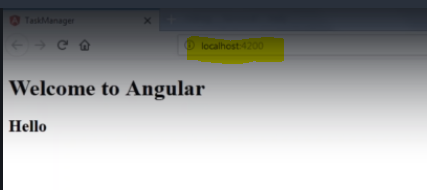 TaskManager
localhost:4200
Welcome to Angular
Hello